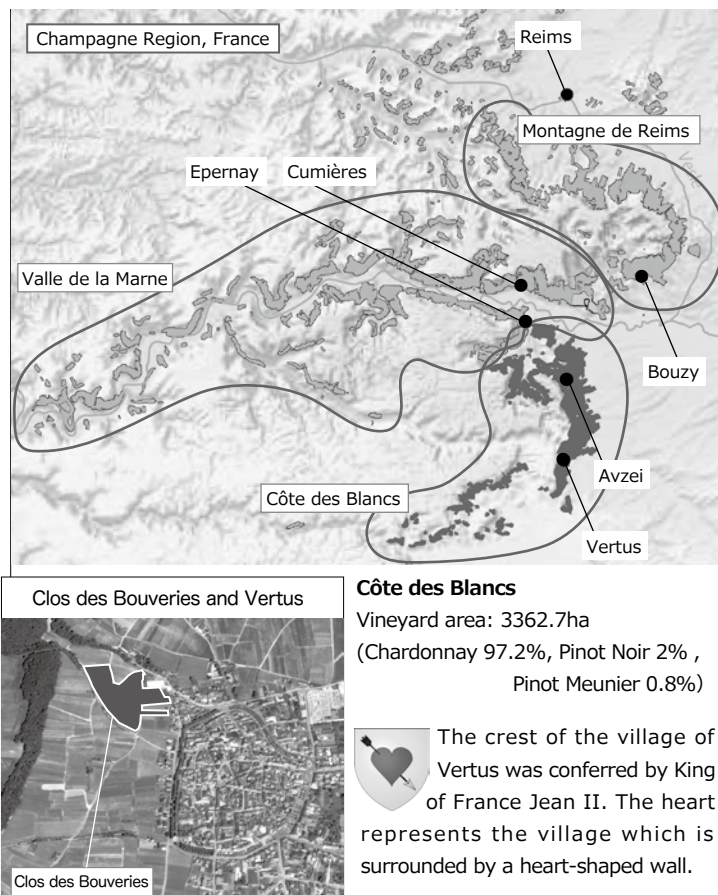 Champagne Region, France
Reims
Montagne de Reims
Epernay
Cumières
Valle de la Marne
Bouzy
Côte des Blancs
Avzei
Vertus
Clos des Bouveries and Vertus
Clos des Bouveries
Côte des Blancs
Vineyard area: 3362.7ha
(Chardonnay 97.2%, Pinot Noir 2% ,
Pinot Meunier 0.8%)
The crest of the village of
Vertus was conferred by King
of France Jean II. The heart
represents the village which is
surrounded by a heart-shaped wall.